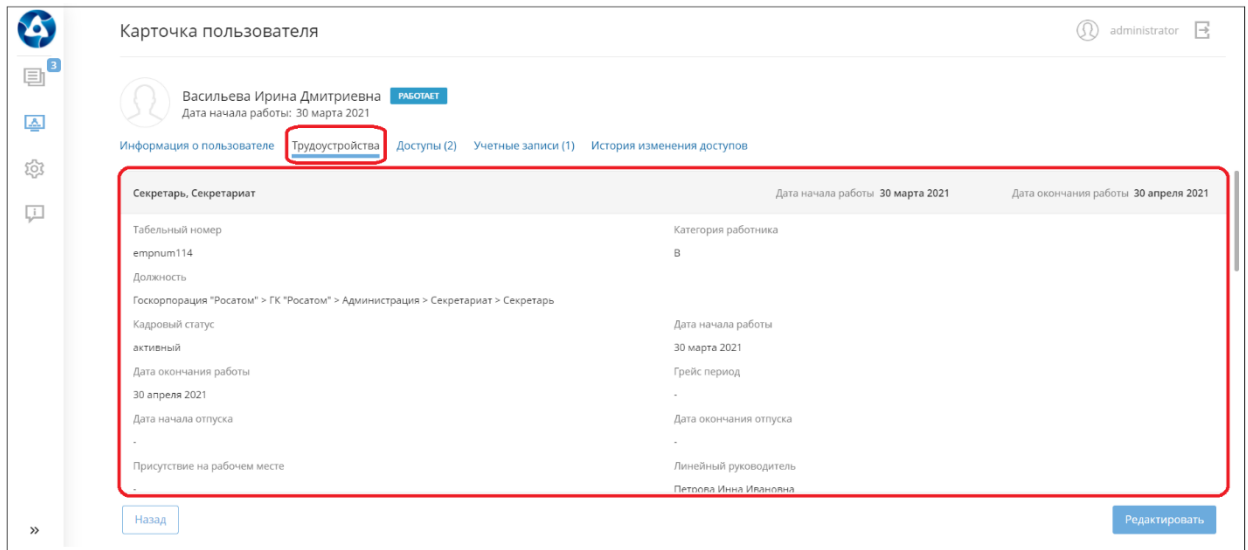 Карточка пользователя
administrator
3
Васильева Ирина Дмитриевна РАБОТАЕТ
Дата начала работы: 30 марта 2021
Информация о пользователе Трудоустройства Доступы (2) Учетные записи (1) История изменения доступов
Секретарь, Секретариат Дата начала работы 30 марта 2021 Дата окончания работы 30 апреля 2021
Табельный номер Категория работника
empnum114 В
Должность
Госкорпорация "Росатом" > ГК "Росатом" > Администрация > Секретариат > Секретарь
Кадровый статус Дата начала работы
активный 30 марта 2021
Дата окончания работы Грейс период
30 апреля 2021 -
Дата начала отпуска Дата окончания отпуска
- -
Присутствие на рабочем месте Линейный руководитель
- Петрова Инна Ивановна
Назад Редактировать
»